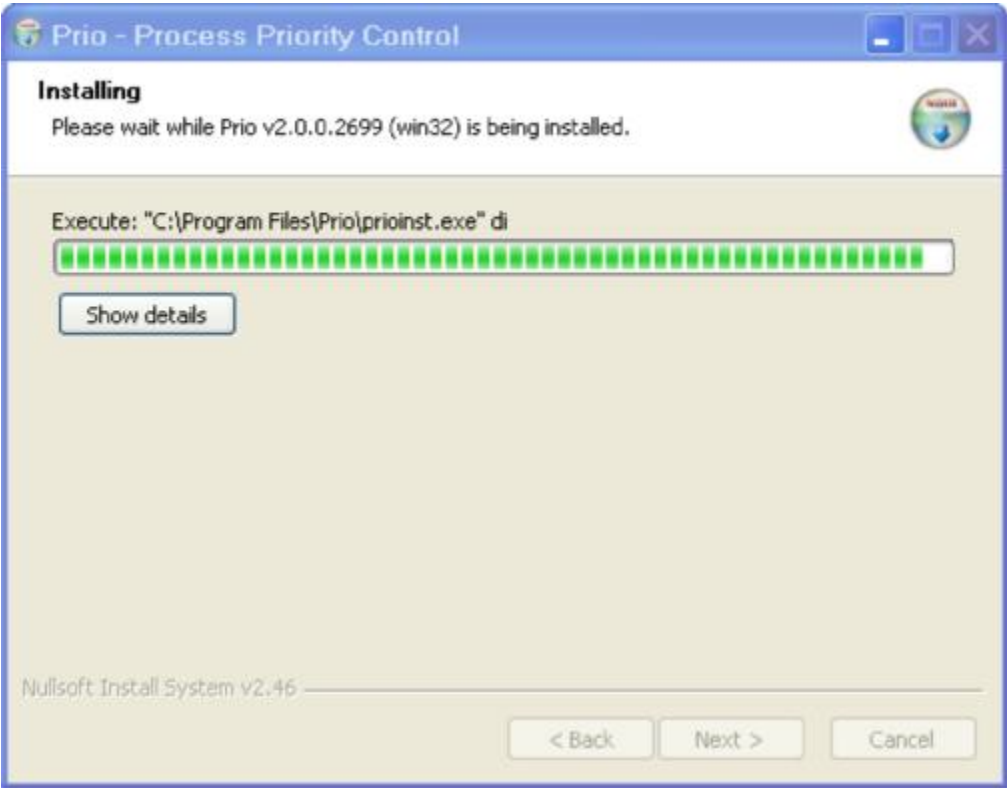 Prio - Process Priority Control
Installing
Please wait while Prio v2.0.0.2699 (win32) is being installed.
Execute: "C:\Program Files\Prio\prioinst.exe" di
Show details
Nullsoft Install System v2.46
< Back Next > Cancel